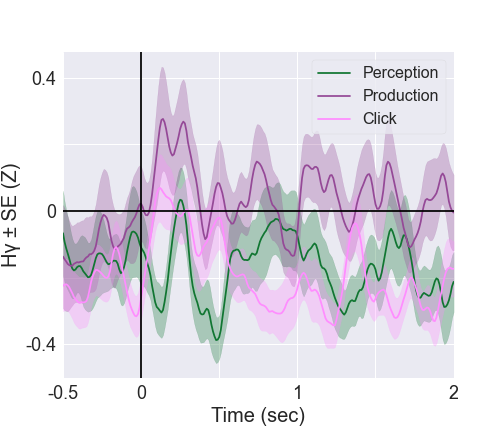 Perception
Production
Click
Hγ ± SE (Z)
0.4
0
-0.4
-0.5 0 1 2
Time (sec)